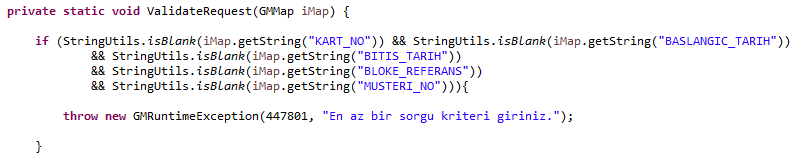 private static void ValidateRequest(GMMap iMap) {
if (StringUtils.isBlank(iMap.getString("KART_NO")) && StringUtils.isBlank(iMap.getString("BASLANGIC_TARIH"))
&& StringUtils.isBlank(iMap.getString("BITIS_TARIH"))
&& StringUtils.isBlank(iMap.getString("BLOKE_REFERANS"))
&& StringUtils.isBlank(iMap.getString("MUSTERI_NO"))){
throw new GMRuntimeException(447801, "En az bir sorgu kriteri giriniz.");
}